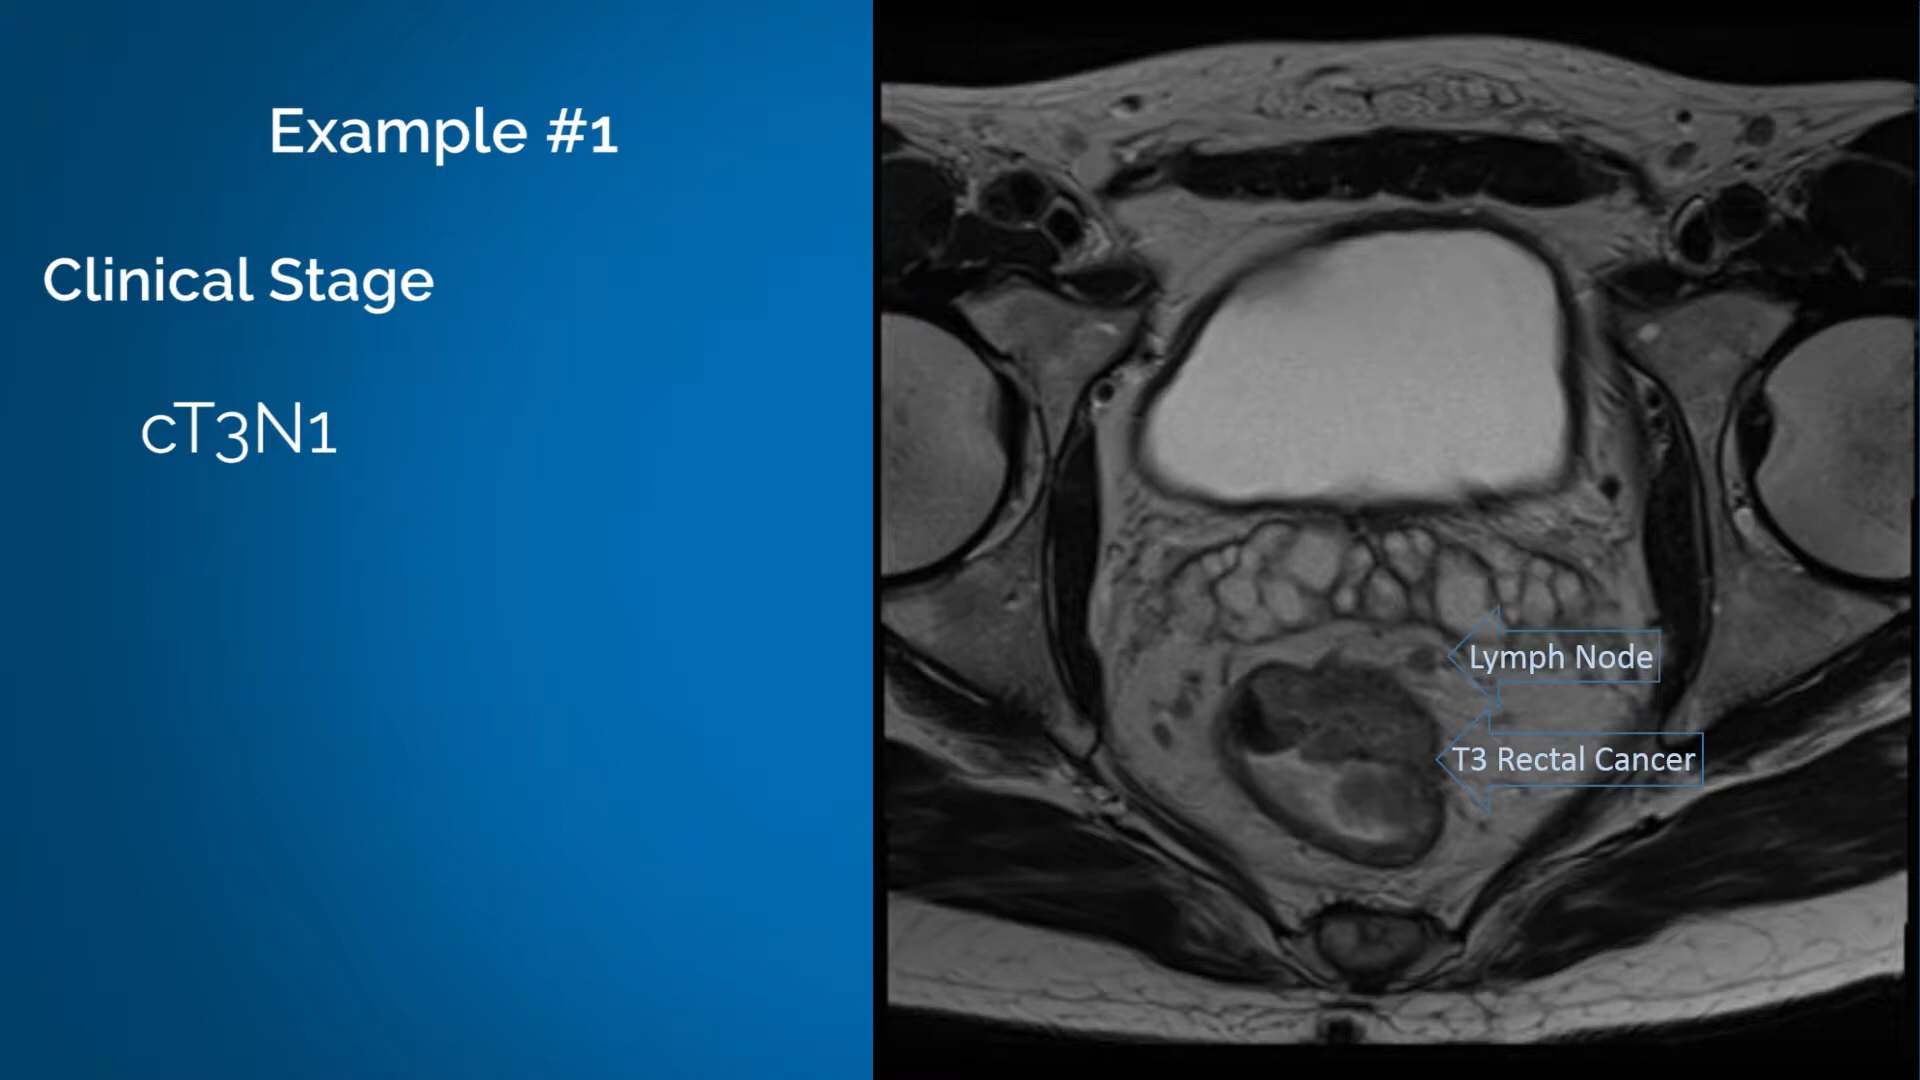 Example #1
Clinical Stage
cT3N1
Lymph Node
T3 Rectal Cancer